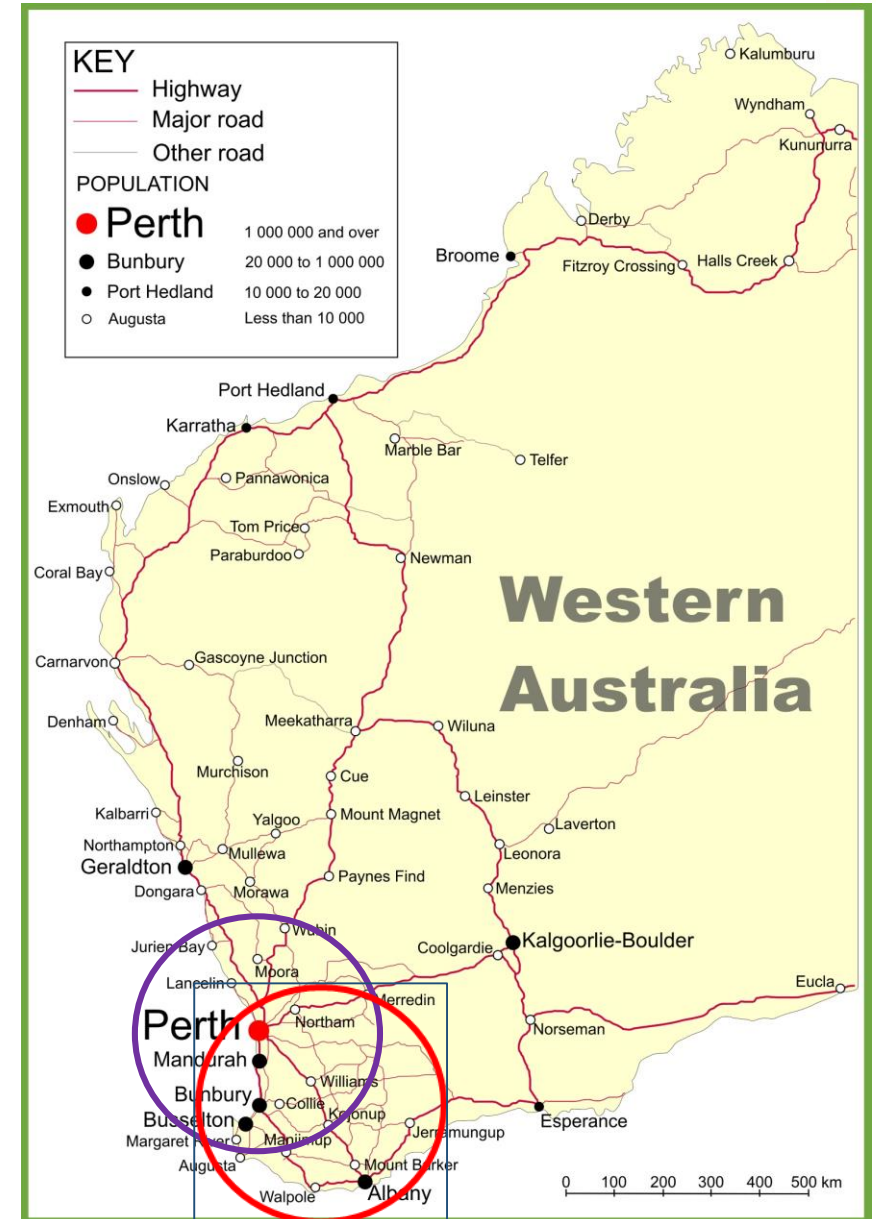 KEY
Highway
Major road
Other road
POPULATION
Perth 1 000 000 and over
Bunbury 20 000 to 1 000 000
Port Hedland 10 000 to 20 000
Augusta Less than 10 000
Kalumburu
Wyndham
Kununurra
Derby
Broome
Fitzroy Crossing
Halls Creek
Port Hedland
Karratha
Marble Bar
Telfer
Onslow
Pannawonica
Exmouth
Tom Price
Paraburdoo
Newman
Coral Bay
Western
Australia
Carnarvon
Gascoyne Junction
Denham
Meekatharra
Wiluna
Murchison
Cue
Leinster
Kalbarri
Yalgoo
Mount Magnet
Laverton
Northampton
Mullewa
Leonora
Geraldton
Dongara
Morawa
Paynes Find
Menzies
Wubin
Jurien Bay
Kalgoorlie-Boulder
Coolgardie
Moora
Lancelin
Eucla
Merredin
Perth
Northam
Norseman
Mandurah
Williams
Bunbury
Collie
Kojonup
Busselton
Jerramungup
Esperance
Margaret River
Manjimup
Augusta
Mount Barker
Walpole
Albany
0 100 200 300 400 500 km